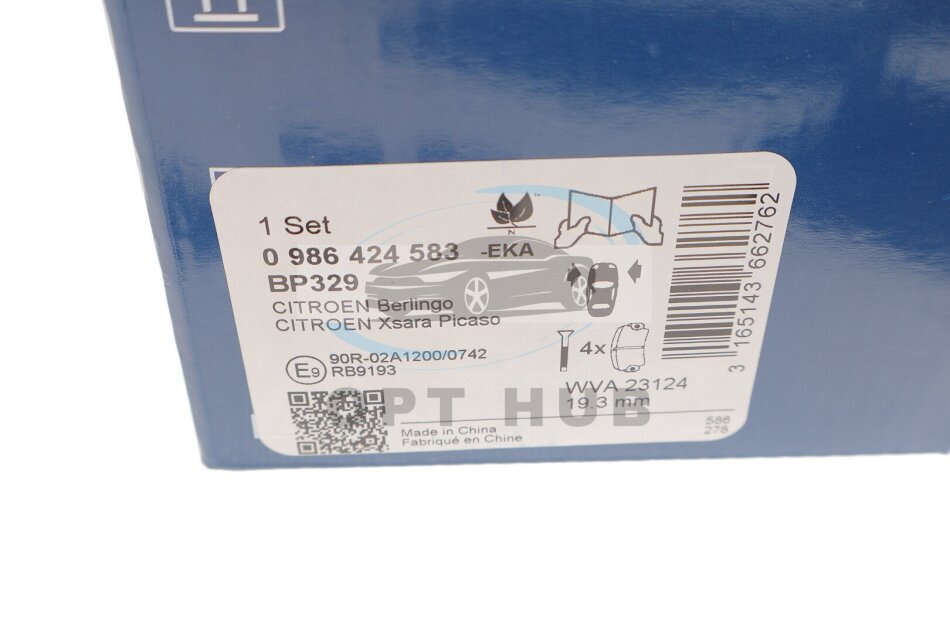 1 Set
0 986 424 583 -EKA
BP329
CITROEN Berlingo
CITROEN Xsara Picaso
E9
90R-02A1200/0742
RB9193
4x
WVA 23124
19.3 mm
Made in China
Fabriqué en Chine
586
278
3 165143 662762
N
OPT HUB